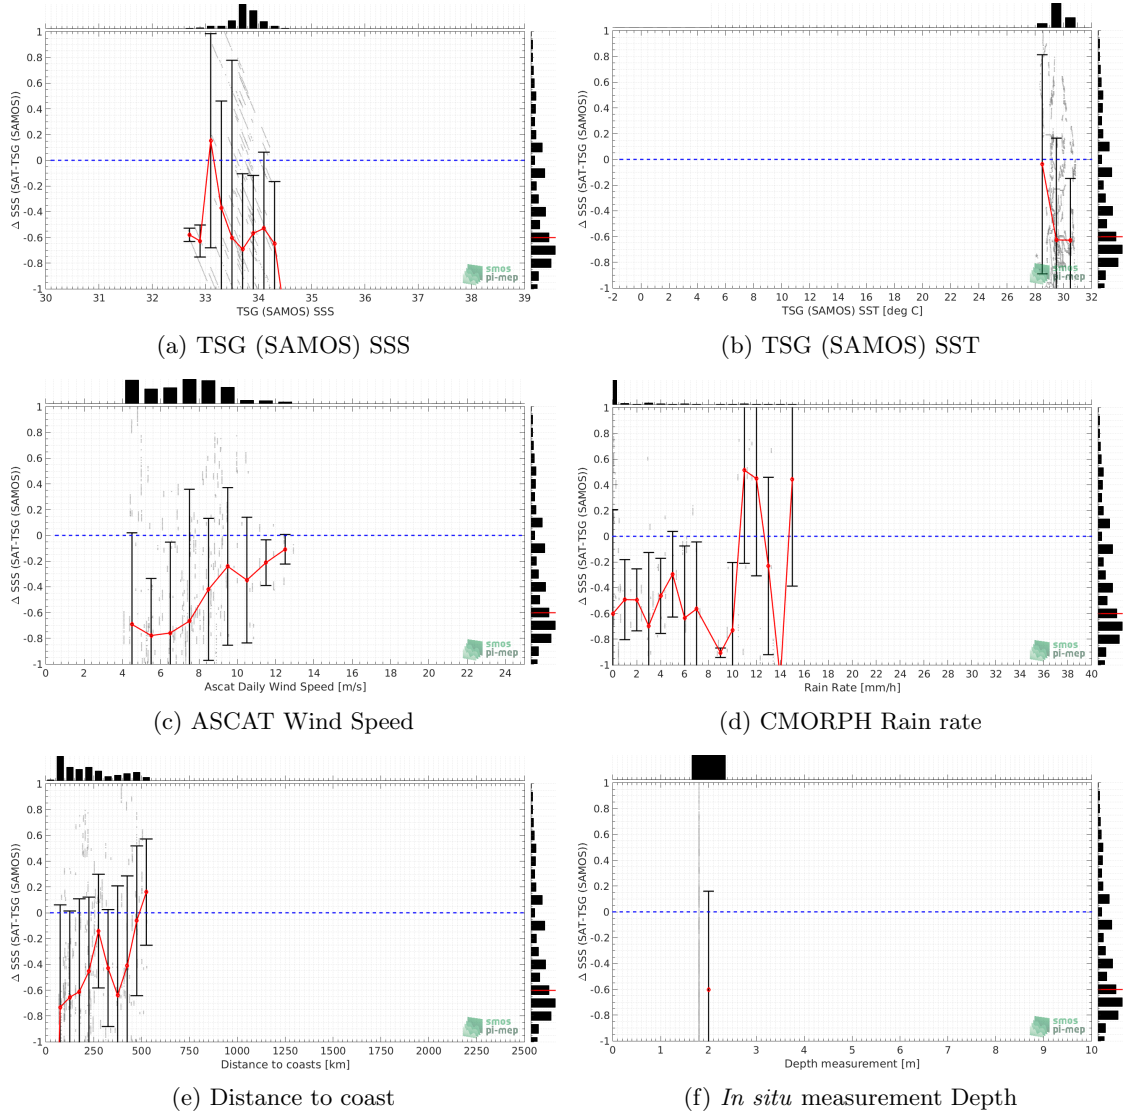 Δ SSS (SAT-TSG (SAMOS))
1
0.8
0.6
0.4
0.2
0
-0.2
-0.4
-0.6
-0.8
-1
30 31 32 33 34 35 36 37 38 39
TSG (SAMOS) SSS
smos
pi-mep
(a) TSG (SAMOS) SSS
Δ SSS (SAT-TSG (SAMOS))
1
0.8
0.6
0.4
0.2
0
-0.2
-0.4
-0.6
-0.8
-1
-2 0 2 4 6 8 10 12 14 16 18 20 22 24 26 28 30 32
TSG (SAMOS) SST [deg C]
smos
pi-mep
(b) TSG (SAMOS) SST
Δ SSS (SAT-TSG (SAMOS))
1
0.8
0.6
0.4
0.2
0
-0.2
-0.4
-0.6
-0.8
-1
0 2 4 6 8 10 12 14 16 18 20 22 24
Ascat Daily Wind Speed [m/s]
smos
pi-mep
(c) ASCAT Wind Speed
Δ SSS (SAT-TSG (SAMOS))
1
0.8
0.6
0.4
0.2
0
-0.2
-0.4
-0.6
-0.8
-1
0 2 4 6 8 10 12 14 16 18 20 22 24 26 28 30 32 34 36 38 40
Rain Rate [mm/h]
smos
pi-mep
(d) CMORPH Rain rate
Δ SSS (SAT-TSG (SAMOS))
1
0.8
0.6
0.4
0.2
0
-0.2
-0.4
-0.6
-0.8
-1
0 250 500 750 1000 1250 1500 1750 2000 2250 2500
Distance to coasts [km]
smos
pi-mep
(e) Distance to coast
Δ SSS (SAT-TSG (SAMOS))
1
0.8
0.6
0.4
0.2
0
-0.2
-0.4
-0.6
-0.8
-1
0 1 2 3 4 5 6 7 8 9 10
Depth measurement [m]
smos
pi-mep
(f) In situ measurement Depth